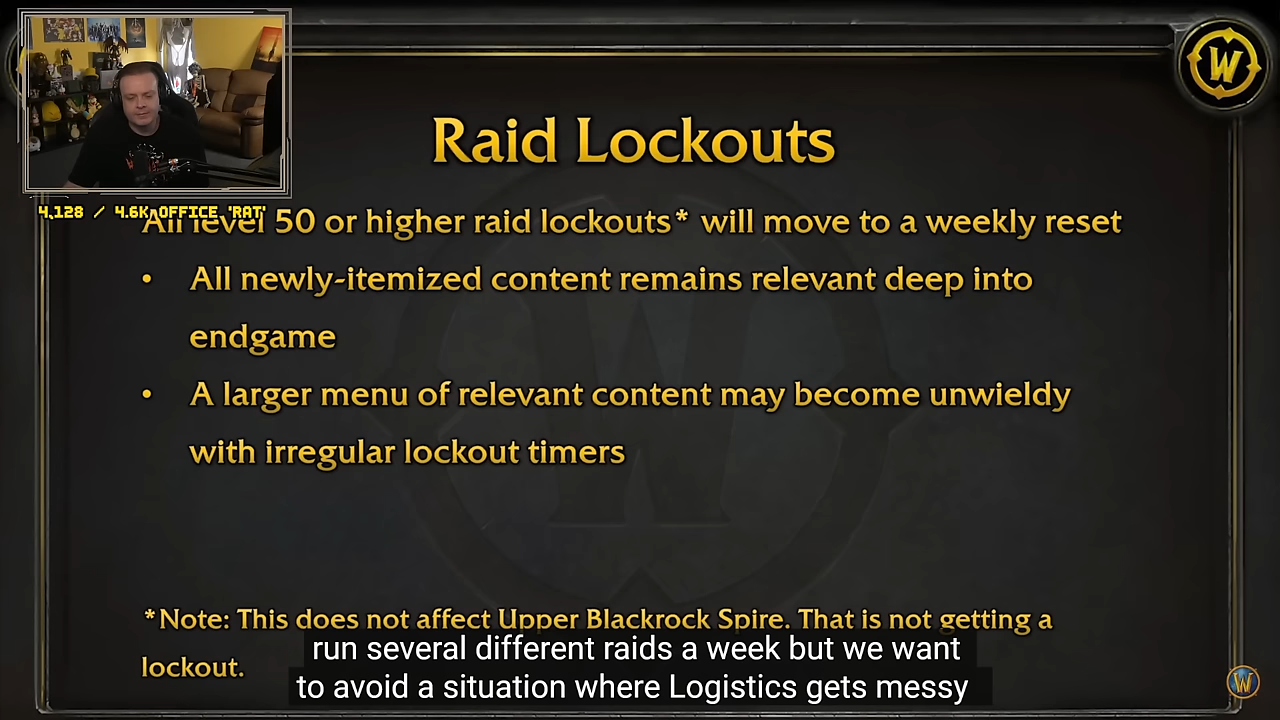 Raid Lockouts
4,128 / 4.6K OFFICE 'RAT'
All level 50 or higher raid lockouts* will move to a weekly reset
• All newly-itemized content remains relevant deep into
endgame
• A larger menu of relevant content may become unwieldy
with irregular lockout timers
*Note: This does not affect Upper Blackrock Spire. That is not getting a
lockout.
run several different raids a week but we want
to avoid a situation where Logistics gets messy